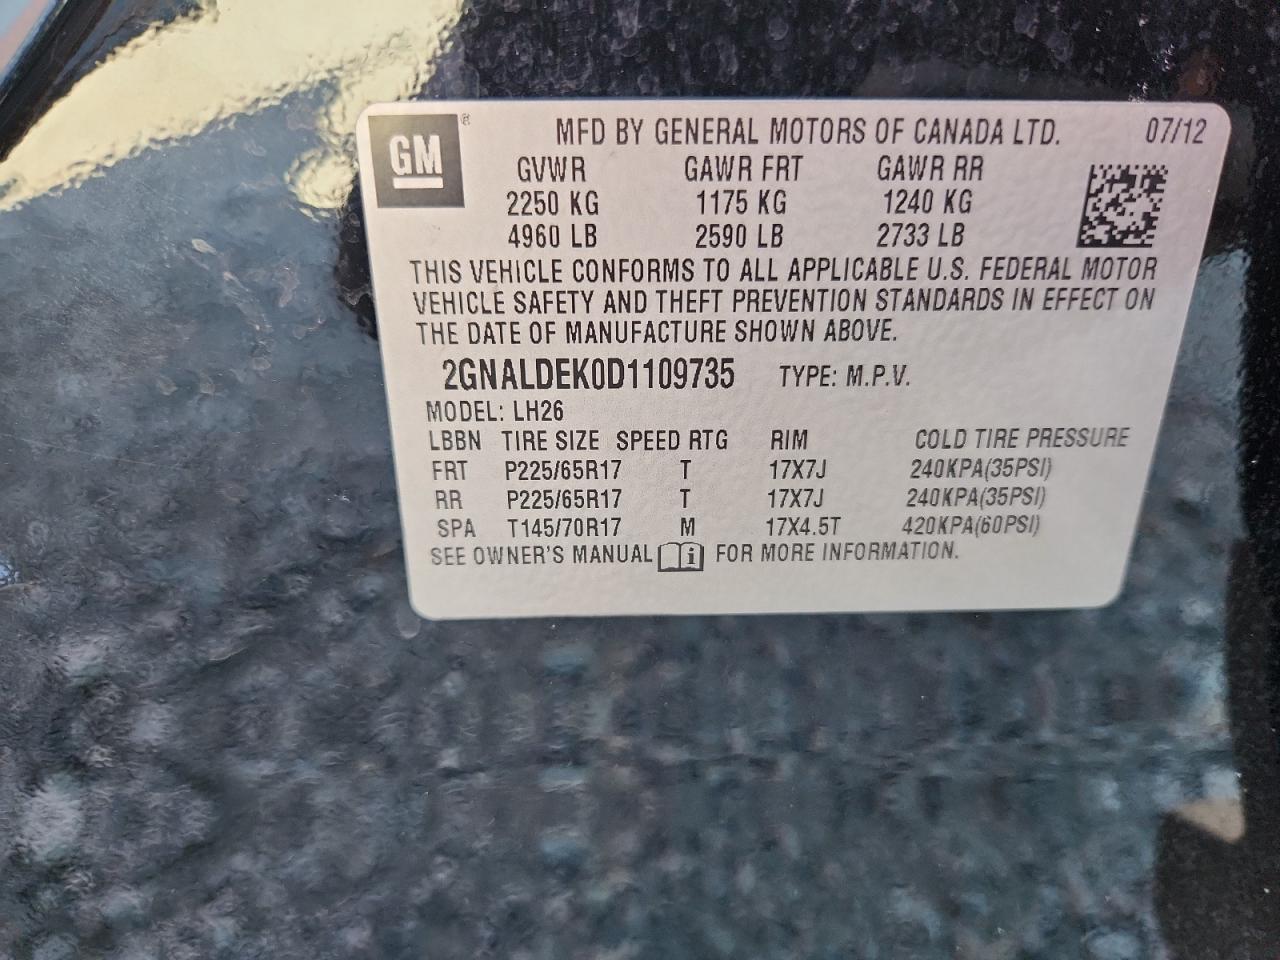 GM ® MFD BY GENERAL MOTORS OF CANADA LTD. 07/12
GVWR GAWR FRT GAWR RR
2250 KG 1175 KG 1240 KG
4960 LB 2590 LB 2733 LB
THIS VEHICLE CONFORMS TO ALL APPLICABLE U.S. FEDERAL MOTOR
VEHICLE SAFETY AND THEFT PREVENTION STANDARDS IN EFFECT ON
THE DATE OF MANUFACTURE SHOWN ABOVE.
2GNALDEK0D1109735 TYPE: M.P.V.
MODEL: LH26
LBBN TIRE SIZE SPEED RTG RIM COLD TIRE PRESSURE
FRT P225/65R17 T 17X7J 240KPA(35PSI)
RR P225/65R17 T 17X7J 240KPA(35PSI)
SPA T145/70R17 M 17X4.5T 420KPA(60PSI)
SEE OWNER'S MANUAL i FOR MORE INFORMATION.